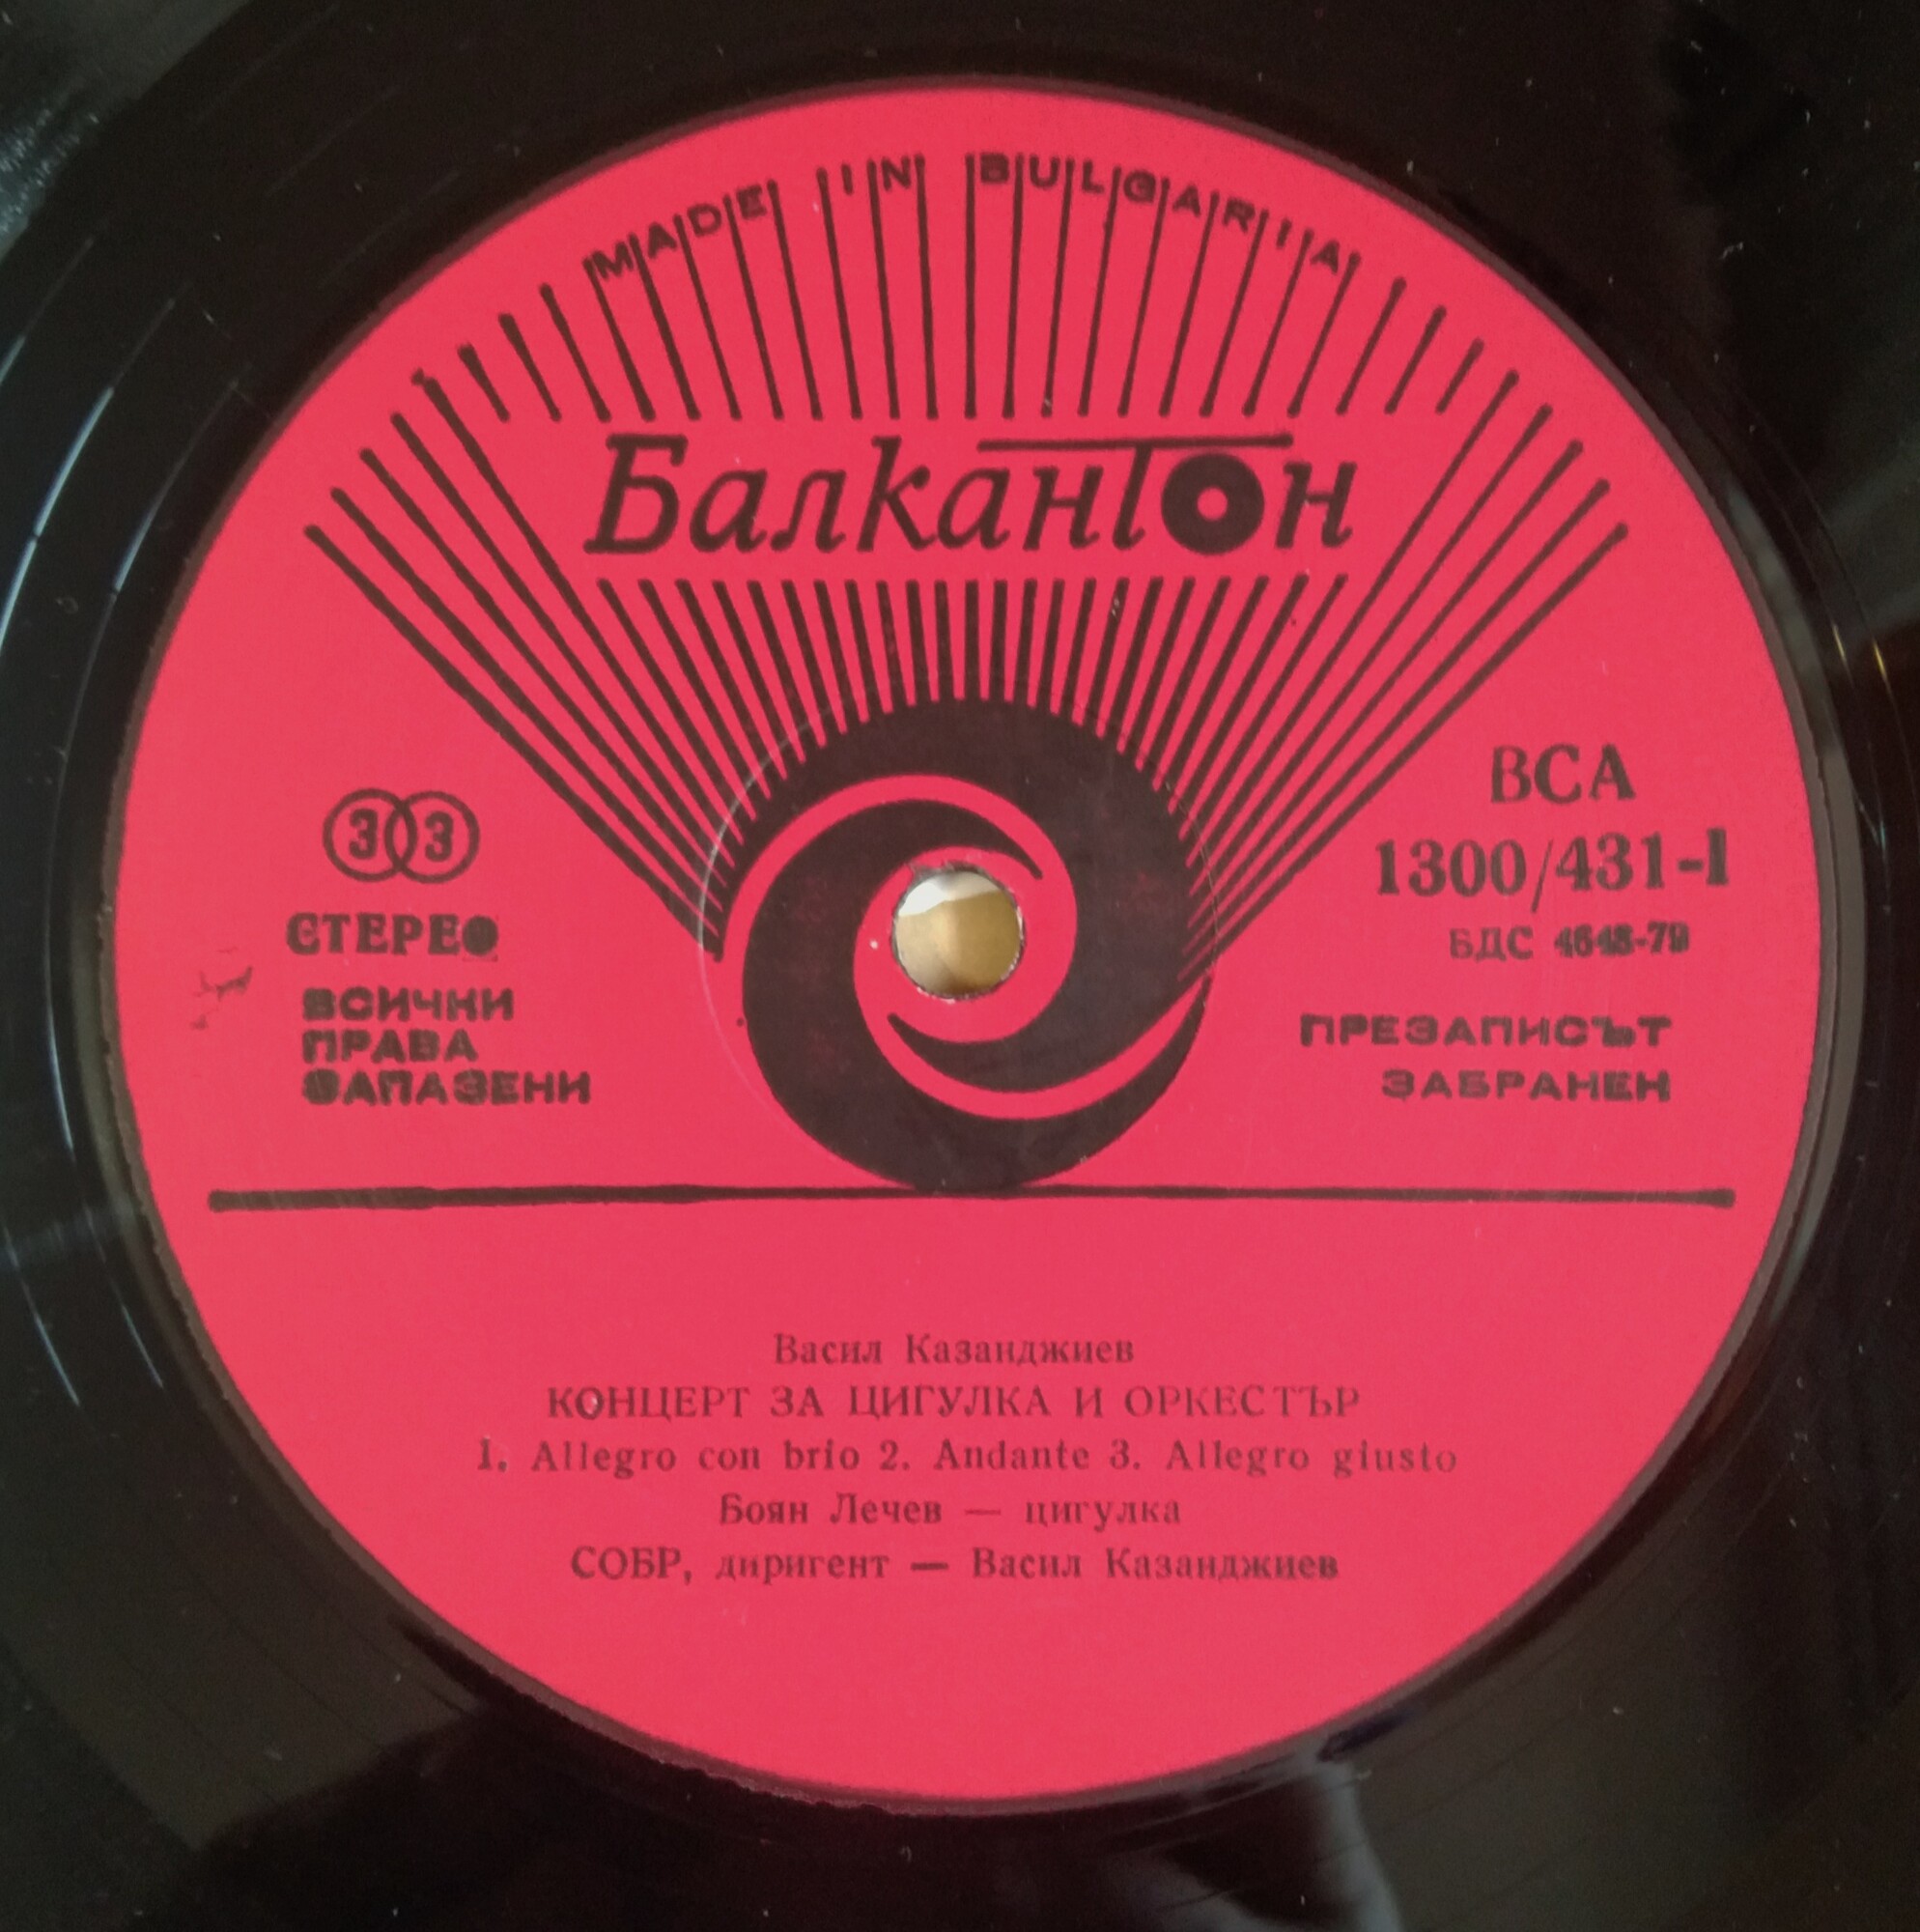 MADE IN BULGARIA
Балкантон
33
СТЕРЕО
ВСИЧКИ
ПРАВА
ЗАПАЗЕНИ
ВСА
1300/431-I
БДС 4648-79
ПРЕЗАПИСЪТ
ЗАБРАНЕН
Васил Казанджиев
КОНЦЕРТ ЗА ЦИГУЛКА И ОРКЕСТЪР
1. Allegro con brio 2. Andante 3. Allegro giusto
Боян Лечев — цигулка
СОБР, диригент — Васил Казанджиев